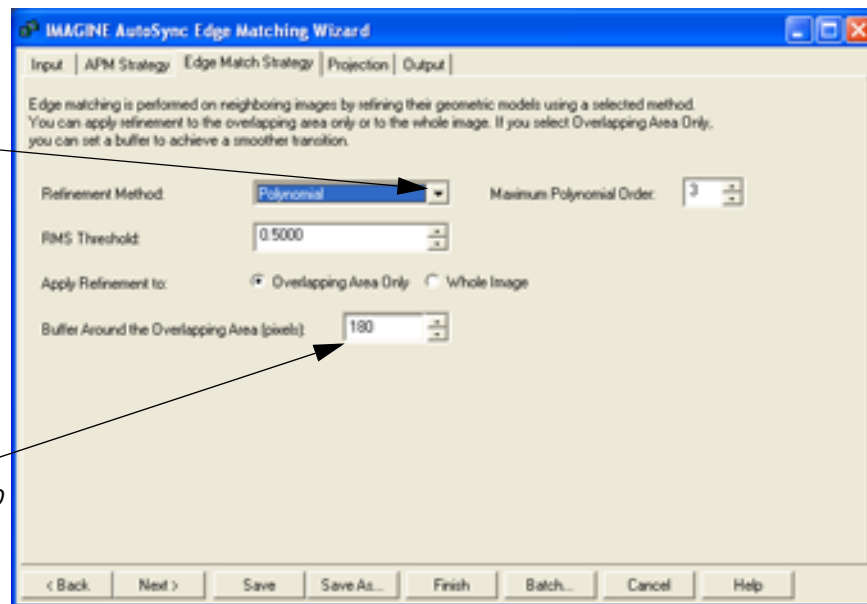 IMAGINE AutoSync Edge Matching Wizard
Input APM Strategy Edge Match Strategy Projection Output
Edge matching is performed on neighboring images by refining their geometric models using a selected method.
You can apply refinement to the overlapping area only or to the whole image. If you select Overlapping Area Only,
you can set a buffer to achieve a smoother transition.
Refinement Method: Polynomial Maximum Polynomial Order: 3
RMS Threshold: 0.5000
Apply Refinement to: Overlapping Area Only Whole Image
Buffer Around the Overlapping Area (pixels): 180
< Back Next > Save Save As... Finish Batch... Cancel Help